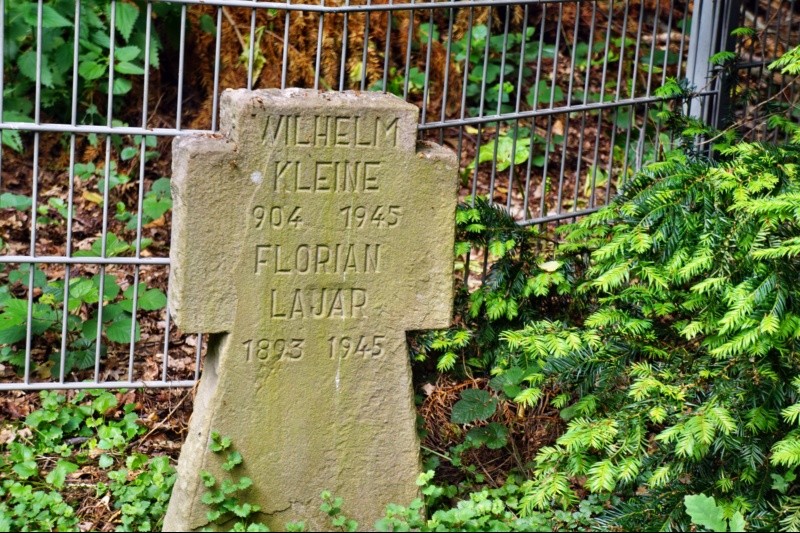 WILHELM
KLEINE
904 1945
FLORIAN
LAJAR
1893 1945